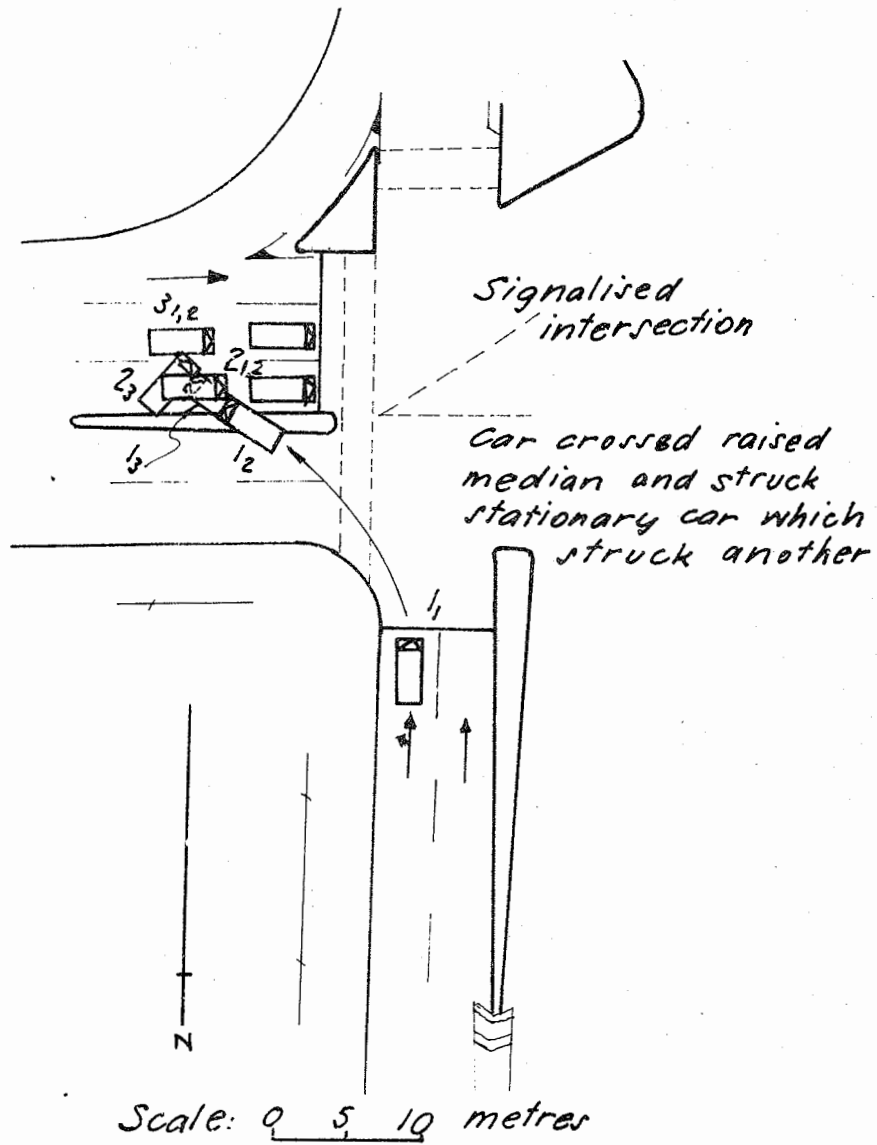 3₁,₂
2₁,₂
2₃
1₃
1₂
Signalised
intersection
Car crossed raised
median and struck
stationary car which
struck another
1₁
N
Scale: 0 5 10 metres